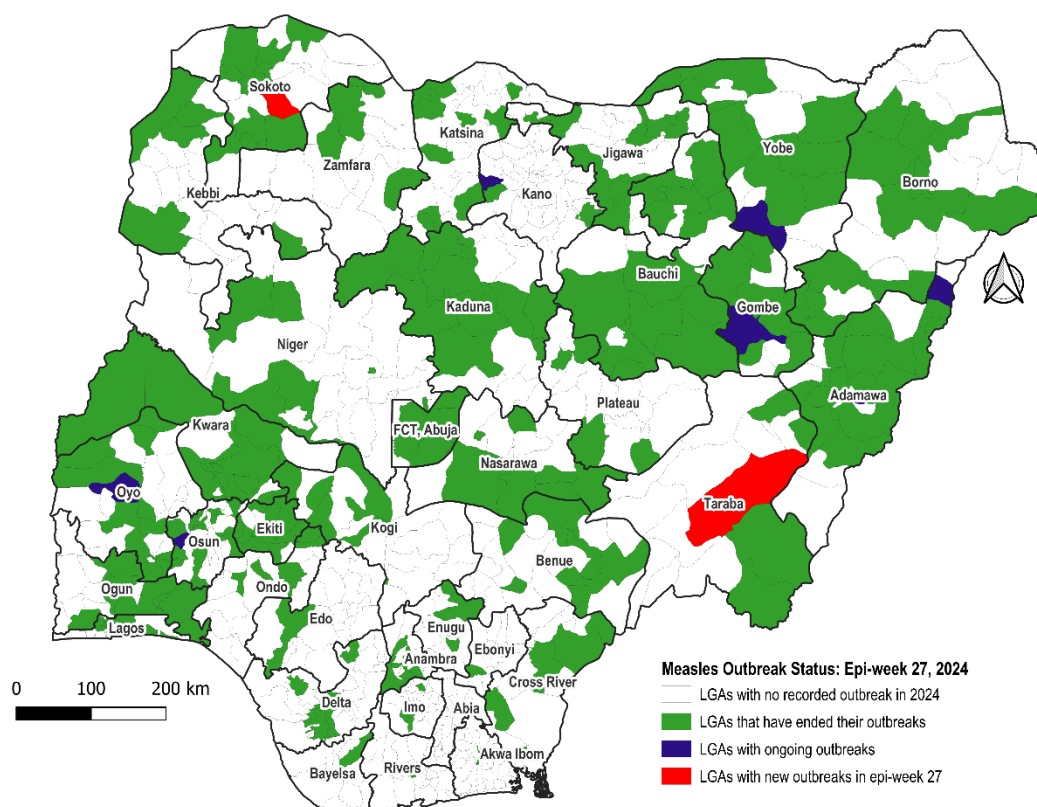 Sokoto
Katsina
Jigawa
Yobe
Zamfara
Borno
Kebbi
Kano
Bauchi
Kaduna
Gombe
Niger
Adamawa
Plateau
Kwara
FCT, Abuja
Nasarawa
Oyo
Taraba
Ekiti
Kogi
Osun
Benue
Ogun
Ondo
Edo
Lagos
Enugu
Ebonyi
Anambra
Cross River
Delta
Imo
Abia
Akwa Ibom
Bayelsa
Rivers
0 100 200 km
Measles Outbreak Status: Epi-week 27, 2024
LGAs with no recorded outbreak in 2024
LGAs that have ended their outbreaks
LGAs with ongoing outbreaks
LGAs with new outbreaks in epi-week 27